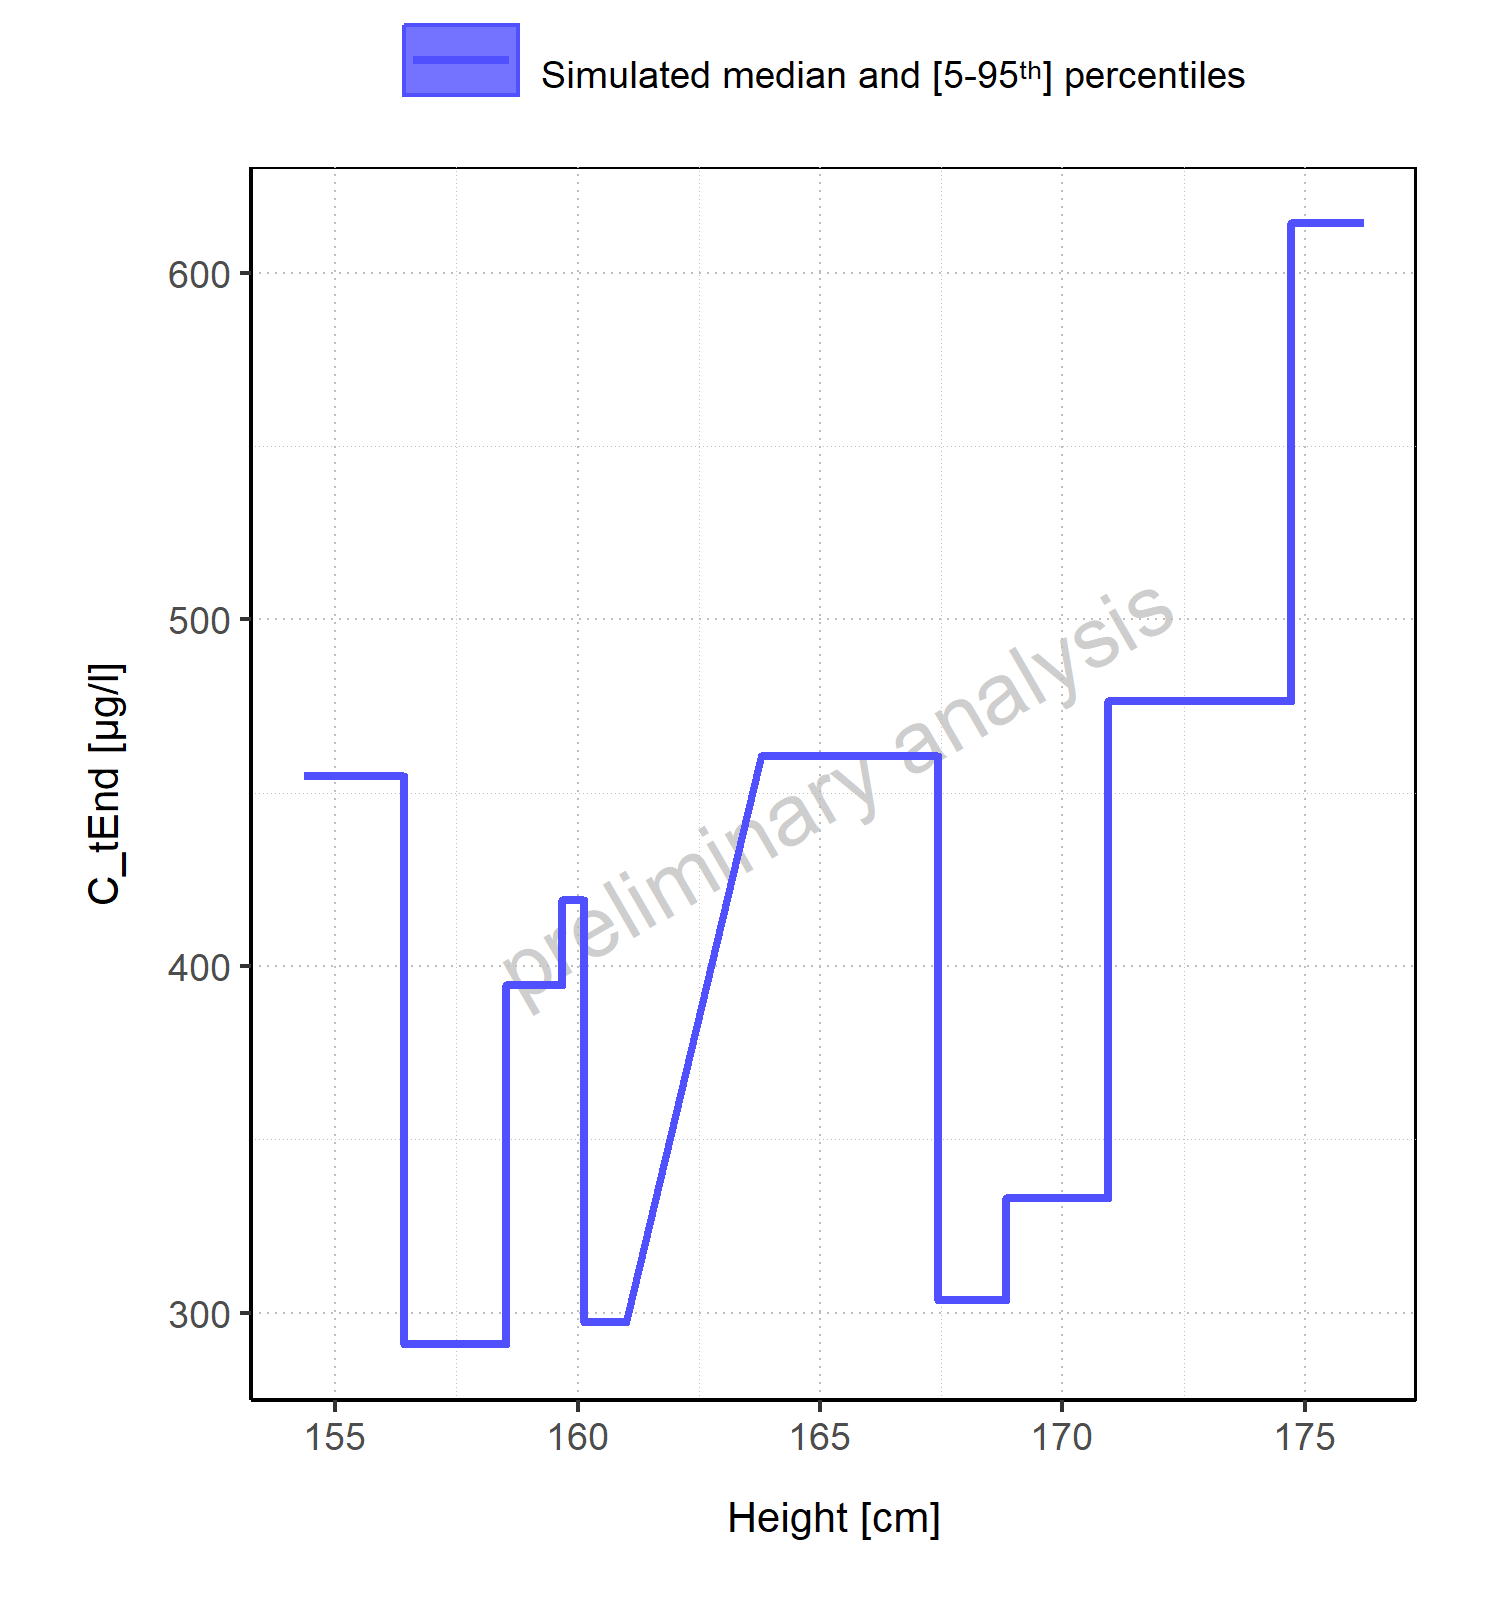 Simulated median and [5-95th] percentiles
600
500
400
300
C_tEnd [µg/l]
preliminary analysis
155 160 165 170 175
Height [cm]